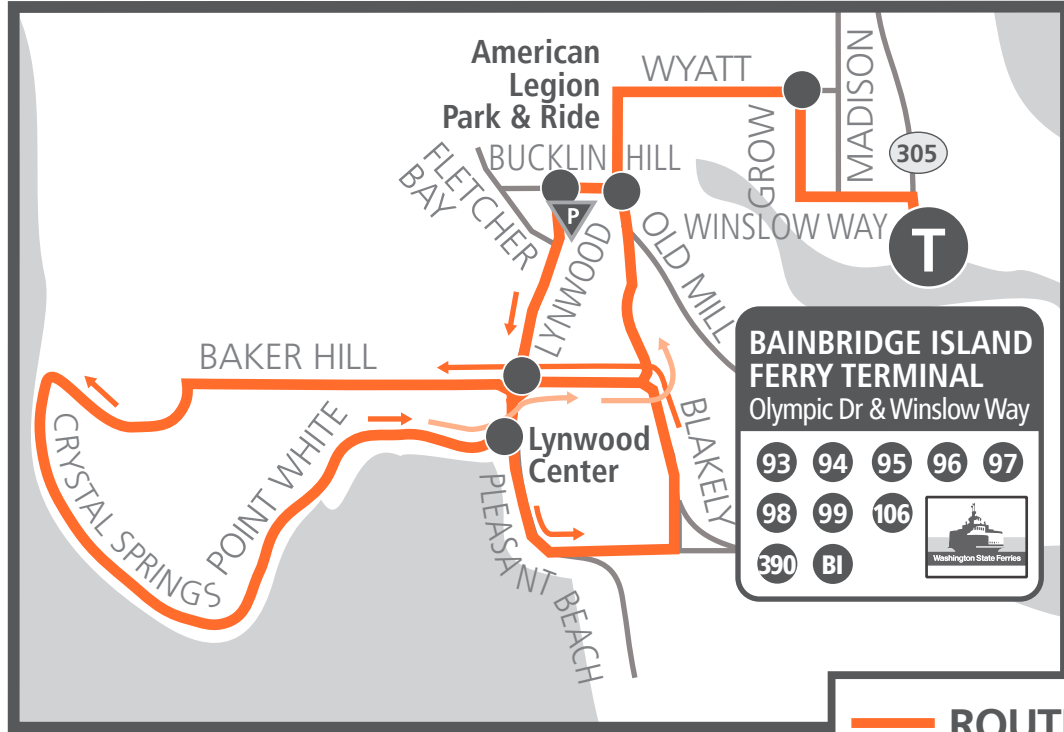 American
Legion
Park & Ride
WYATT
MADISON
GROW
305
BUCKLIN HILL
FLETCHER
BAY
P
LYNWOOD
OLD MILL
WINSLOW WAY
T
BAKER HILL
BLAKELY
CRYSTAL SPRINGS
POINT WHITE
Lynwood
Center
PLEASANT BEACH
BAINBRIDGE ISLAND
FERRY TERMINAL
Olympic Dr & Winslow Way
93 94 95 96 97
98 99 106
Washington State Ferries
390 BI